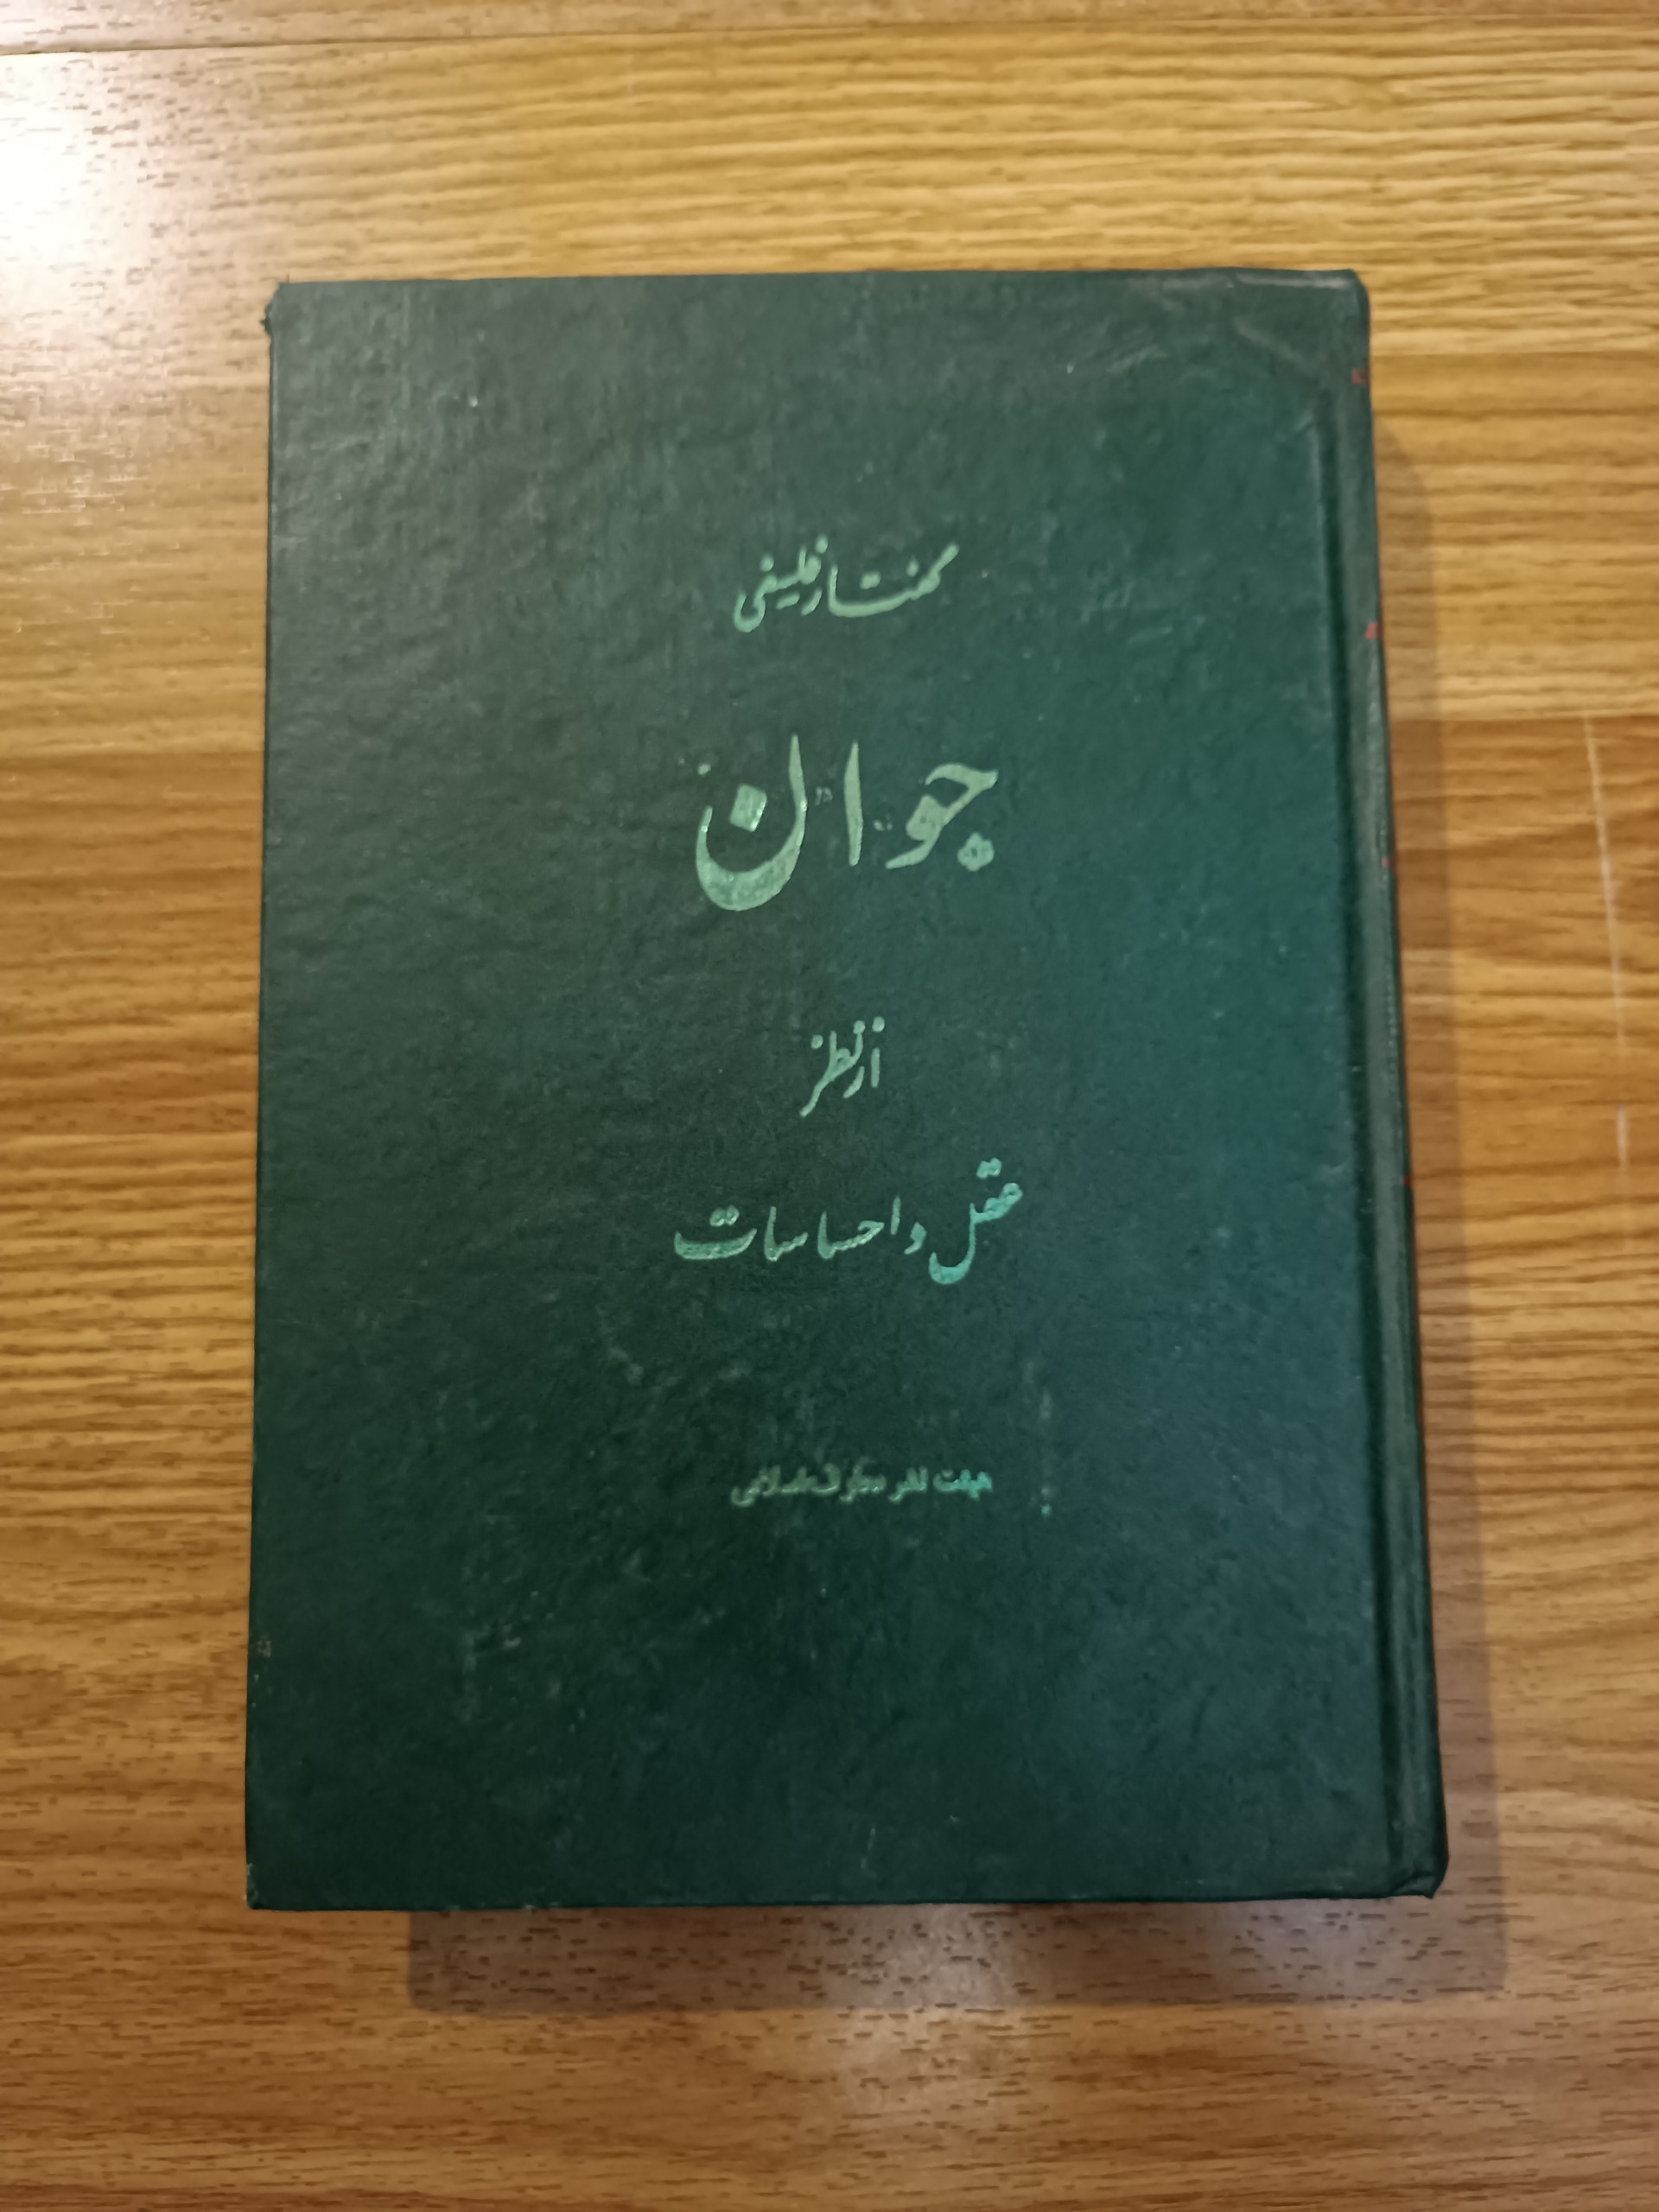 گفتار فلسفی
جوان
از نظر
عقل و احساسات
هیئت نشر معارف اسلامی